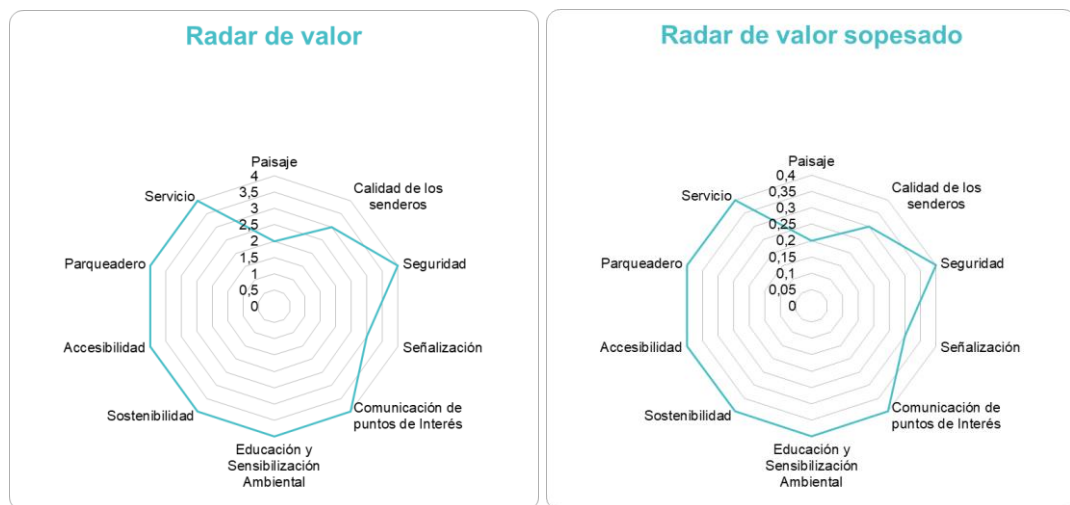 Radar de valor
Paisaje
4
3,5
3
2,5
2
1,5
1
0,5
0
Calidad de los
senderos
Seguridad
Señalización
Comunicación de
puntos de Interés
Educación y
Sensibilización
Ambiental
Sostenibilidad
Accesibilidad
Parqueadero
Servicio
Radar de valor sopesado
Paisaje
0,4
0,35
0,3
0,25
0,2
0,15
0,1
0,05
0
Calidad de los
senderos
Seguridad
Señalización
Comunicación de
puntos de Interés
Educación y
Sensibilización
Ambiental
Sostenibilidad
Accesibilidad
Parqueadero
Servicio